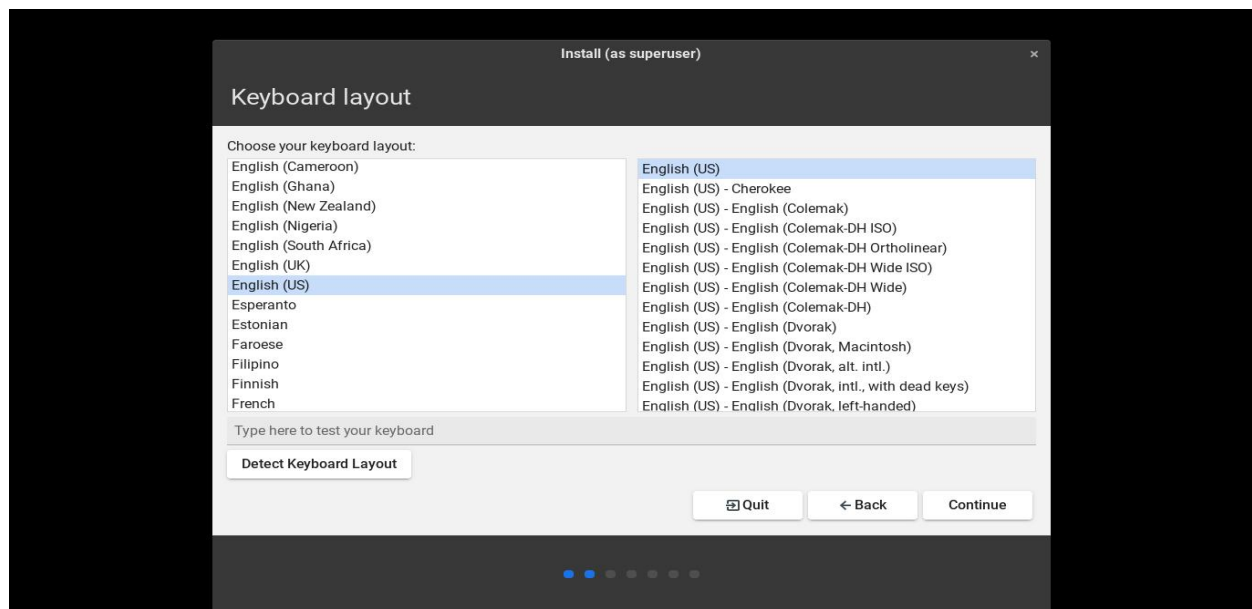 Install (as superuser)
×
Keyboard layout
Choose your keyboard layout:
English (Cameroon)
English (Ghana)
English (New Zealand)
English (Nigeria)
English (South Africa)
English (UK)
English (US)
Esperanto
Estonian
Faroese
Filipino
Finnish
French
English (US)
English (US) - Cherokee
English (US) - English (Colemak)
English (US) - English (Colemak-DH ISO)
English (US) - English (Colemak-DH Ortholinear)
English (US) - English (Colemak-DH Wide ISO)
English (US) - English (Colemak-DH Wide)
English (US) - English (Colemak-DH)
English (US) - English (Dvorak)
English (US) - English (Dvorak, Macintosh)
English (US) - English (Dvorak, alt. intl.)
English (US) - English (Dvorak, intl., with dead keys)
English (US) - English (Dvorak, left-handed)
Type here to test your keyboard
Detect Keyboard Layout
Quit
← Back
Continue